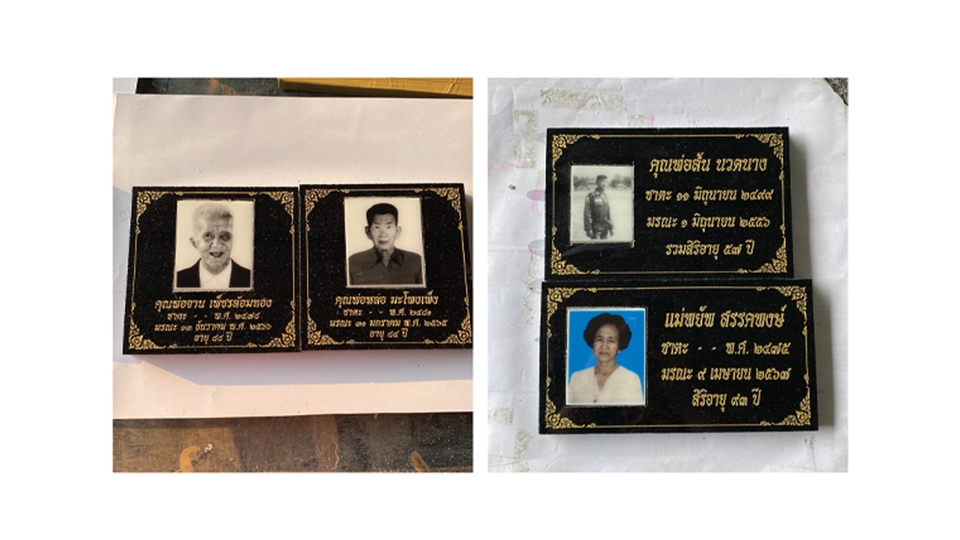 คุณพ่อจาน เพ็ชรล้อมทอง
ชาตะ - - พ.ศ. ๒๔๗๘
มรณะ ๑๓ ธันวาคม พ.ศ. ๒๕๖๖
อายุ ๘๘ ปี
คุณพ่อหล่อ มะโพงเพ็ง
ชาตะ - - พ.ศ. ๒๔๘๑
มรณะ ๓๑ มกราคม พ.ศ. ๒๕๖๕
อายุ ๘๔ ปี
คุณพ่อสั้น นวดนาง
ชาตะ ๑๑ มิถุนายน ๒๔๙๙
มรณะ ๑ มิถุนายน ๒๕๕๖
รวมสิริอายุ ๕๗ ปี
แม่พยัพ สรรคพงษ์
ชาตะ - - พ.ศ. ๒๔๗๕
มรณะ ๙ เมษายน ๒๕๖๗
สิริอายุ ๙๓ ปี